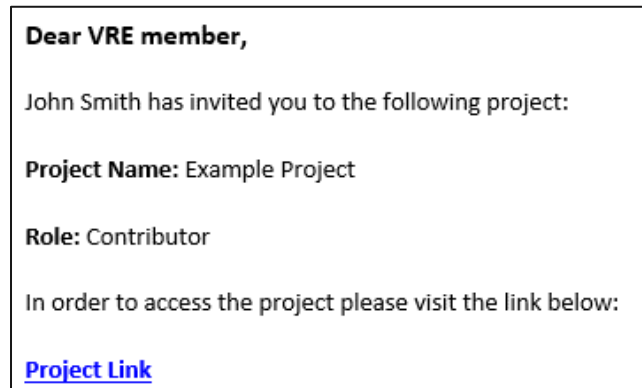 Dear VRE member,
John Smith has invited you to the following project:
Project Name: Example Project
Role: Contributor
In order to access the project please visit the link below:
Project Link